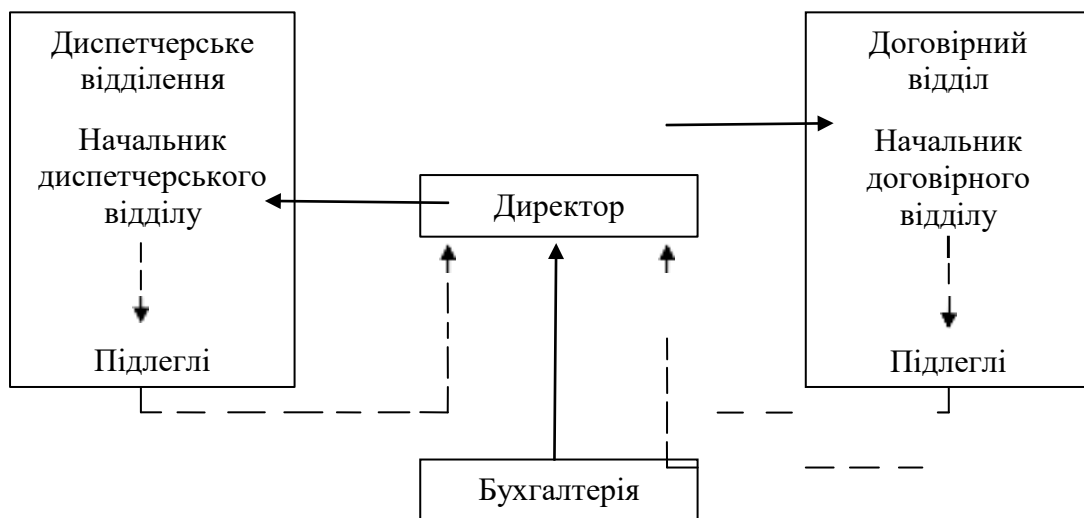 Диспетчерське
відділення
Начальник
диспетчерського
відділу
Підлеглі
Директор
Бухгалтерія
Договірний
відділ
Начальник
договірного
відділу
Підлеглі